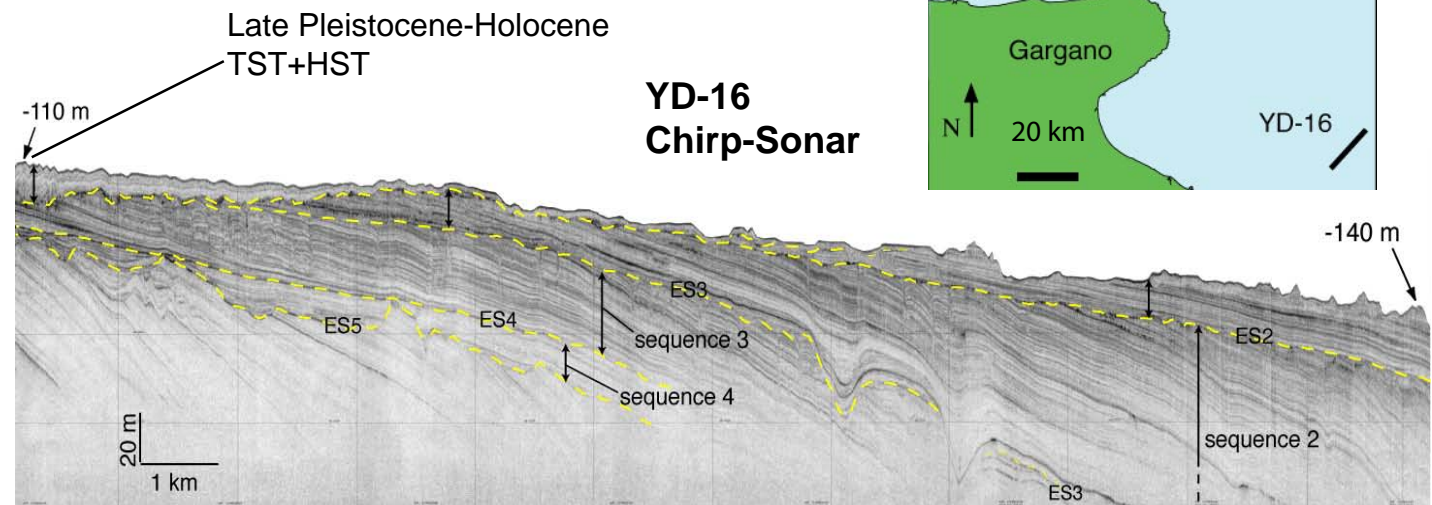 Late Pleistocene-Holocene
TST+HST
YD-16
Chirp-Sonar
Gargano
N
20 km
YD-16
-110 m
-140 m
ES3
ES5
ES4
sequence 3
ES2
sequence 4
sequence 2
20 m
1 km
ES3